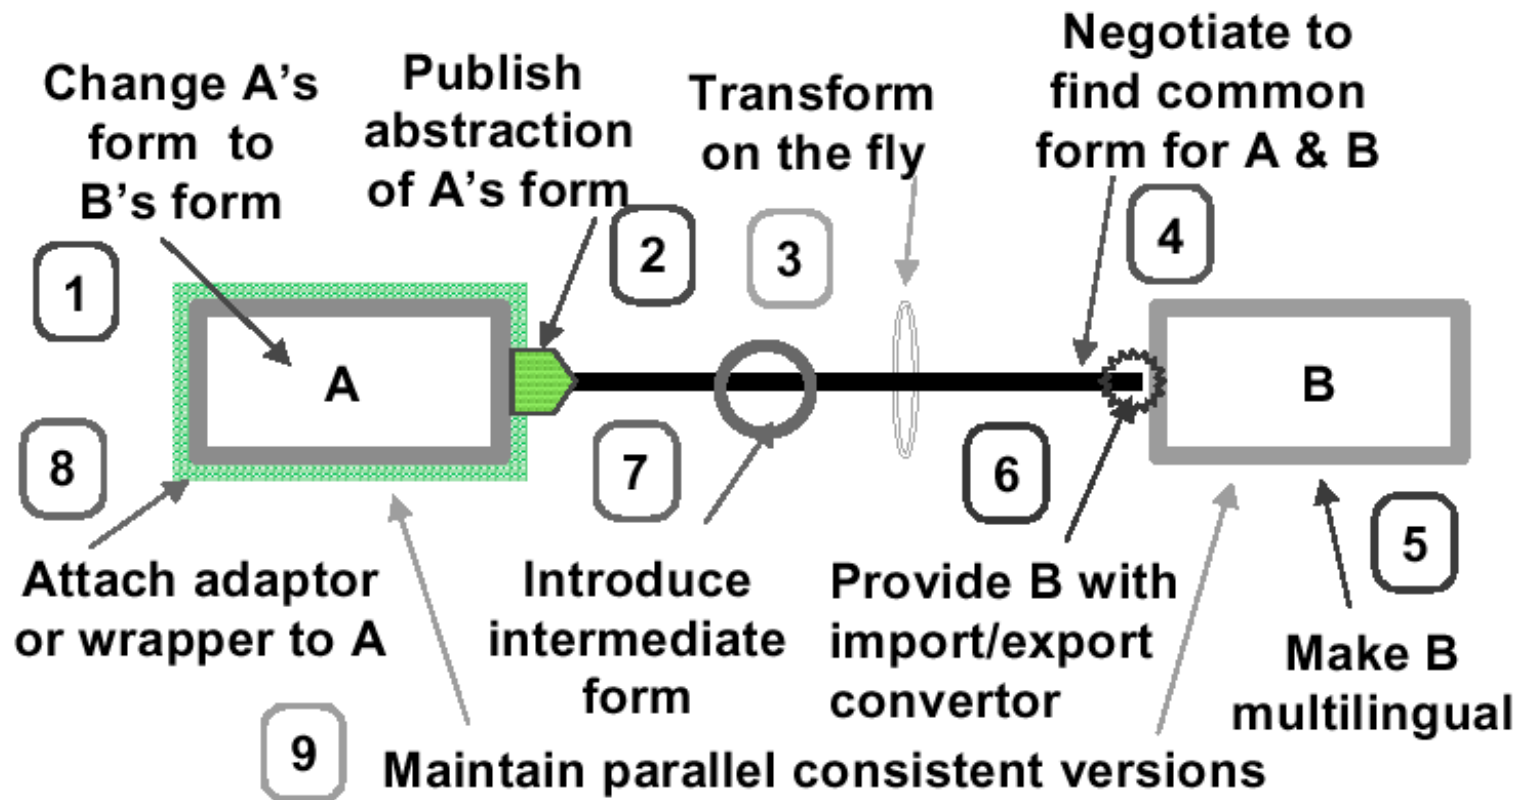 Change A’s
form to
B’s form
1
Publish
abstraction
of A’s form
2
Transform
on the fly
3
Negotiate to
find common
form for A & B
4
A
B
8
Attach adaptor
or wrapper to A
7
Introduce
intermediate
form
6
Provide B with
import/export
convertor
5
Make B
multilingual
9
Maintain parallel consistent versions